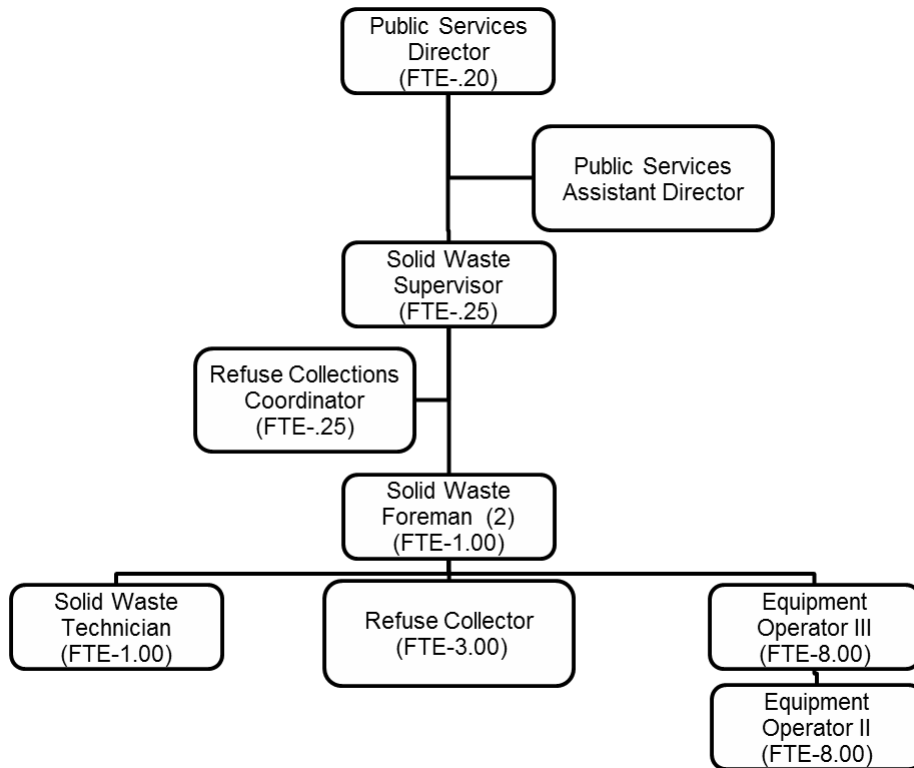 Public Services
Director
(FTE-.20)
Public Services
Assistant Director
Solid Waste
Supervisor
(FTE-.25)
Refuse Collections
Coordinator
(FTE-.25)
Solid Waste
Foreman (2)
(FTE-1.00)
Solid Waste
Technician
(FTE-1.00)
Refuse Collector
(FTE-3.00)
Equipment
Operator III
(FTE-8.00)
Equipment
Operator II
(FTE-8.00)